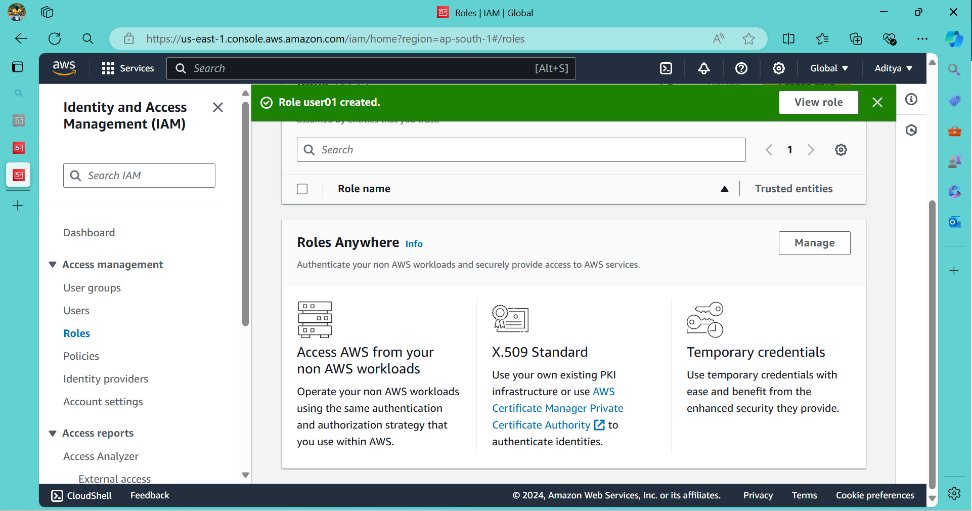 Roles | IAM | Global
https://us-east-1.console.aws.amazon.com/iam/home?region=ap-south-1#/roles
aws
Services
Search
[Alt+S]
Global
Aditya
Identity and Access
Management (IAM)
Search IAM
Dashboard
Access management
User groups
Users
Roles
Policies
Identity providers
Account settings
Access reports
Access Analyzer
External access
Role user01 created.
View role
assumed by entities that you trust.
Search
1
Role name
Trusted entities
Roles Anywhere Info
Manage
Authenticate your non AWS workloads and securely provide access to AWS services.
Access AWS from your
non AWS workloads
Operate your non AWS workloads
using the same authentication
and authorization strategy that
you use within AWS.
X.509 Standard
Use your own existing PKI
infrastructure or use AWS
Certificate Manager Private
Certificate Authority to
authenticate identities.
Temporary credentials
Use temporary credentials with
ease and benefit from the
enhanced security they provide.
CloudShell
Feedback
© 2024, Amazon Web Services, Inc. or its affiliates.
Privacy
Terms
Cookie preferences